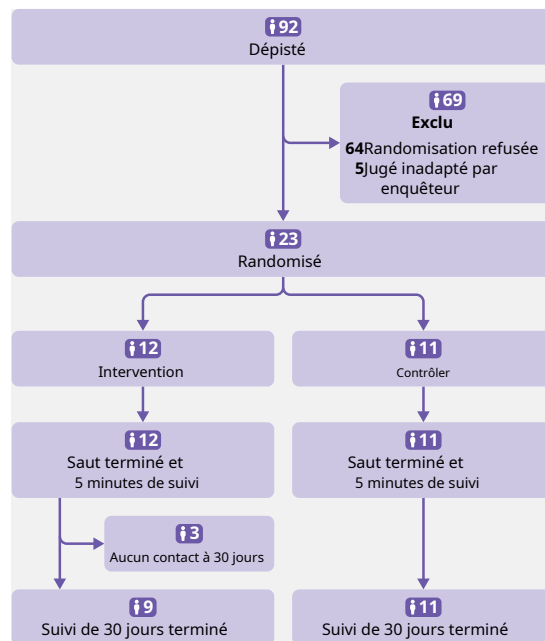 92
Dépisté
69
Exclu
64Randomisation refusée
5Jugé inadapté par
enquêteur
23
Randomisé
12
Intervention
11
Contrôler
12
Saut terminé et
5 minutes de suivi
11
Saut terminé et
5 minutes de suivi
3
Aucun contact à 30 jours
9
Suivi de 30 jours terminé
11
Suivi de 30 jours terminé